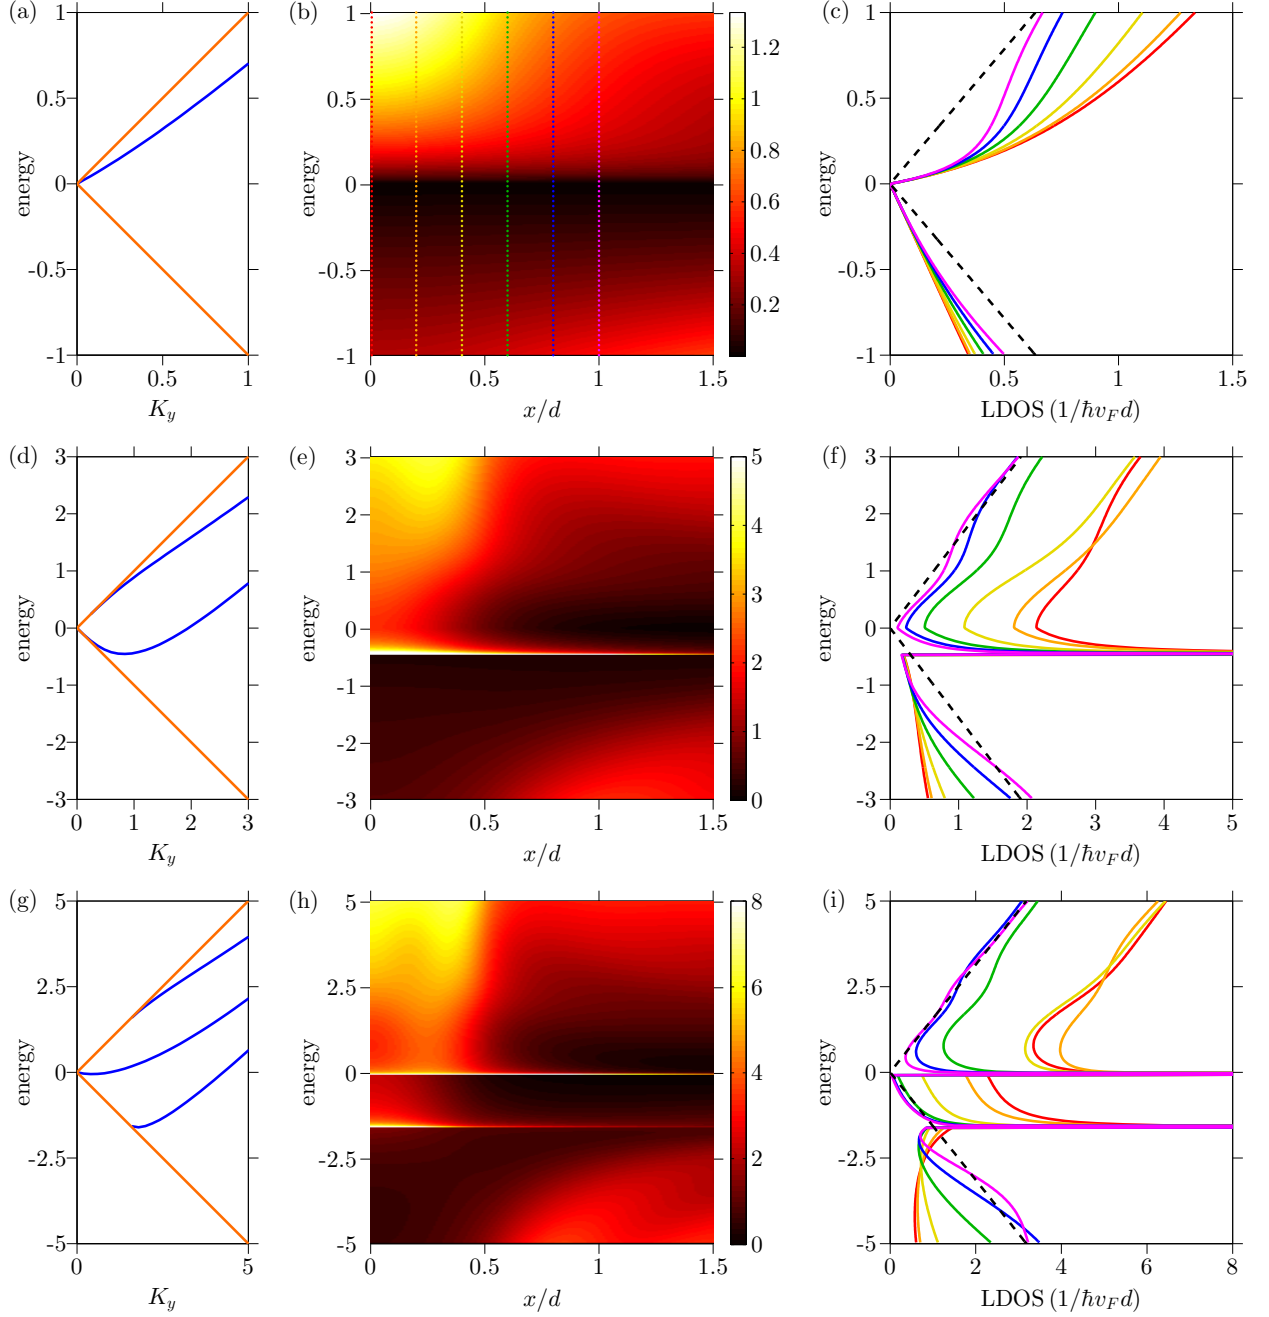 (a) (b) (c)
1 0.5 0 -0.5 -1
energy
0 0.5 1
K_y
1 0.5 0 -0.5 -1
energy
0 0.5 1 1.5
x/d
1.2 1 0.8 0.6 0.4 0.2
1 0.5 0 -0.5 -1
energy
0 0.5 1 1.5
LDOS (1/ħv_F d)
(d) (e) (f)
3 2 1 0 -1 -2 -3
energy
0 1 2 3
K_y
3 2 1 0 -1 -2 -3
energy
0 0.5 1 1.5
x/d
5 4 3 2 1 0
3 2 1 0 -1 -2 -3
energy
0 1 2 3 4 5
LDOS (1/ħv_F d)
(g) (h) (i)
5 2.5 0 -2.5 -5
energy
0 5
K_y
5 2.5 0 -2.5 -5
energy
0 0.5 1 1.5
x/d
8 6 4 2 0
5 2.5 0 -2.5 -5
energy
0 2 4 6 8
LDOS (1/ħv_F d)